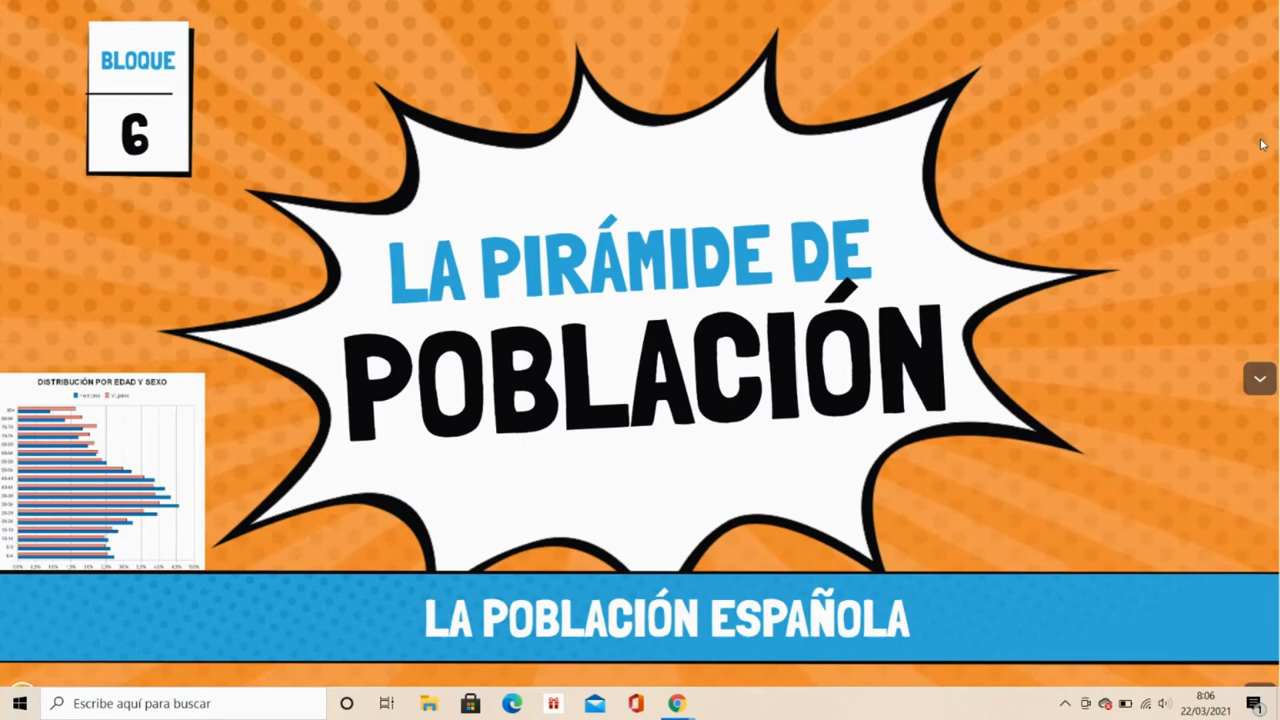 BLOQUE
6
LA PIRÁMIDE DE
POBLACIÓN
DISTRIBUCIÓN POR EDAD Y SEXO
LA POBLACIÓN ESPAÑOLA
Escribe aquí para buscar
8:06
22/03/2021
1